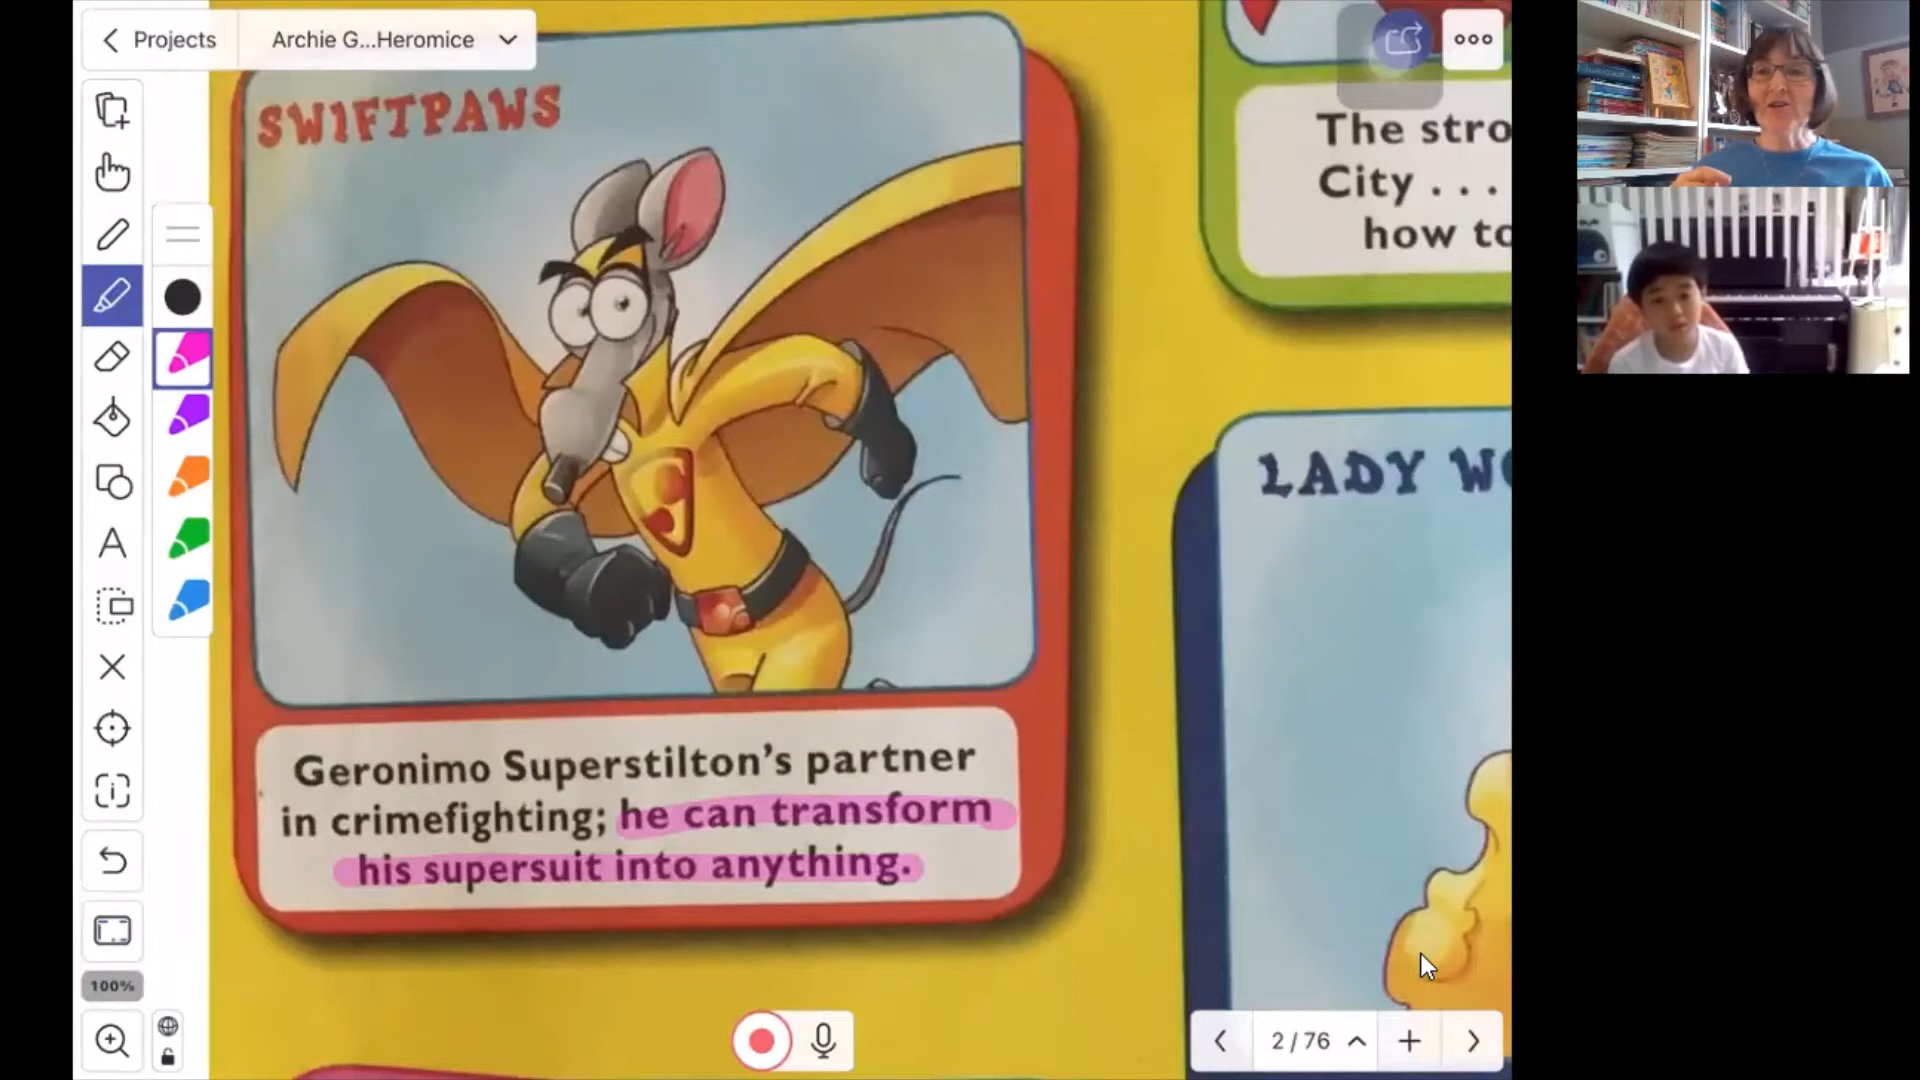 Projects
Archie G...Heromice
SWIFTPAWS
The stro
City . . .
how to
LADY WO
Geronimo Superstilton's partner
in crimefighting; he can transform
his supersuit into anything.
100%
2 / 76